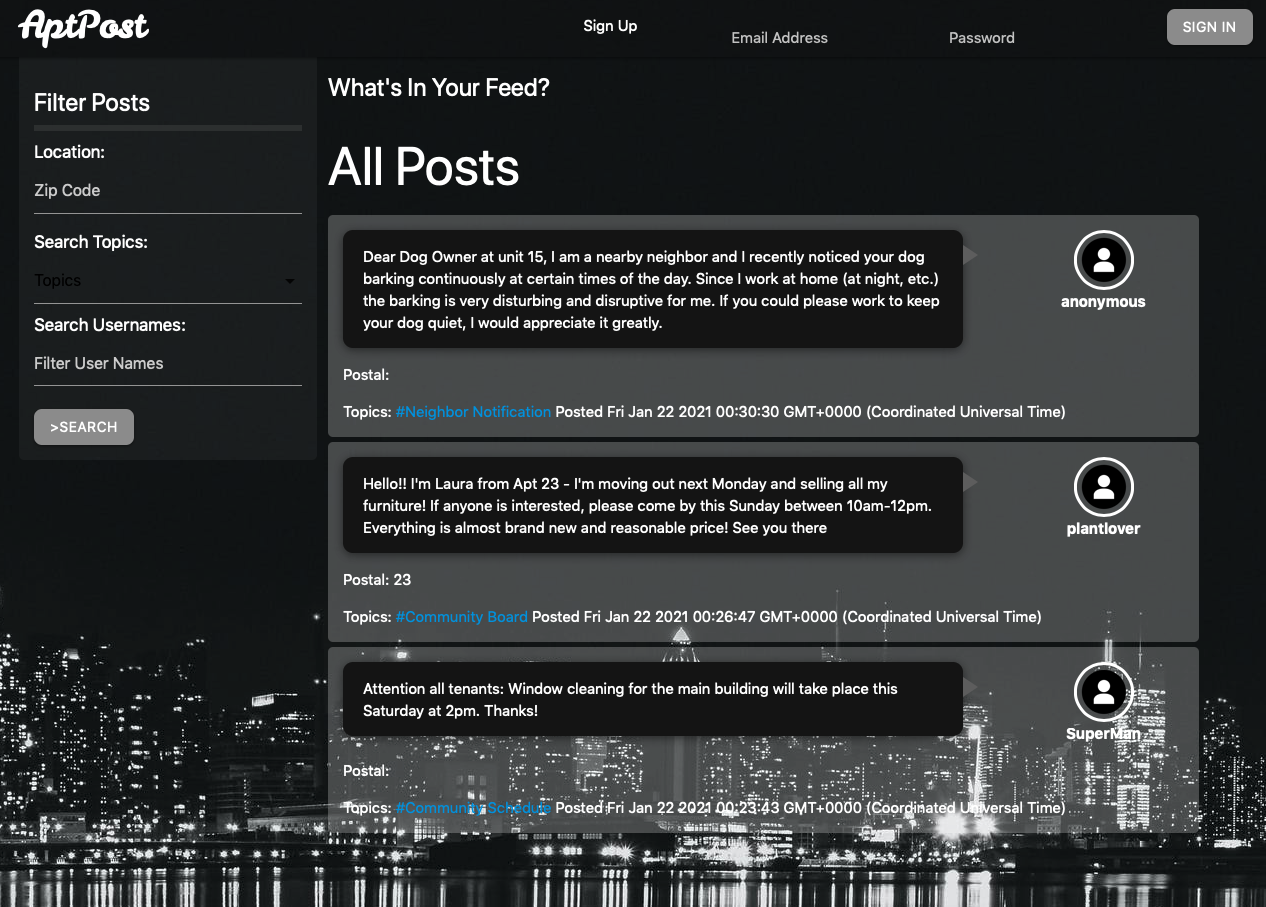 AptPost
Sign Up
Email Address
Password
SIGN IN
Filter Posts
Location:
Zip Code
Search Topics:
Topics
Search Usernames:
Filter User Names
>SEARCH
What's In Your Feed?
All Posts
Dear Dog Owner at unit 15, I am a nearby neighbor and I recently noticed your dog
barking continuously at certain times of the day. Since I work at home (at night, etc.)
the barking is very disturbing and disruptive for me. If you could please work to keep
your dog quiet, I would appreciate it greatly.
anonymous
Postal:
Topics: #Neighbor Notification Posted Fri Jan 22 2021 00:30:30 GMT+0000 (Coordinated Universal Time)
Hello!! I'm Laura from Apt 23 - I'm moving out next Monday and selling all my
furniture! If anyone is interested, please come by this Sunday between 10am-12pm.
Everything is almost brand new and reasonable price! See you there
plantlover
Postal: 23
Topics: #Community Board Posted Fri Jan 22 2021 00:26:47 GMT+0000 (Coordinated Universal Time)
Attention all tenants: Window cleaning for the main building will take place this
Saturday at 2pm. Thanks!
SuperMan
Postal:
Topics: #Community Schedule Posted Fri Jan 22 2021 00:23:43 GMT+0000 (Coordinated Universal Time)